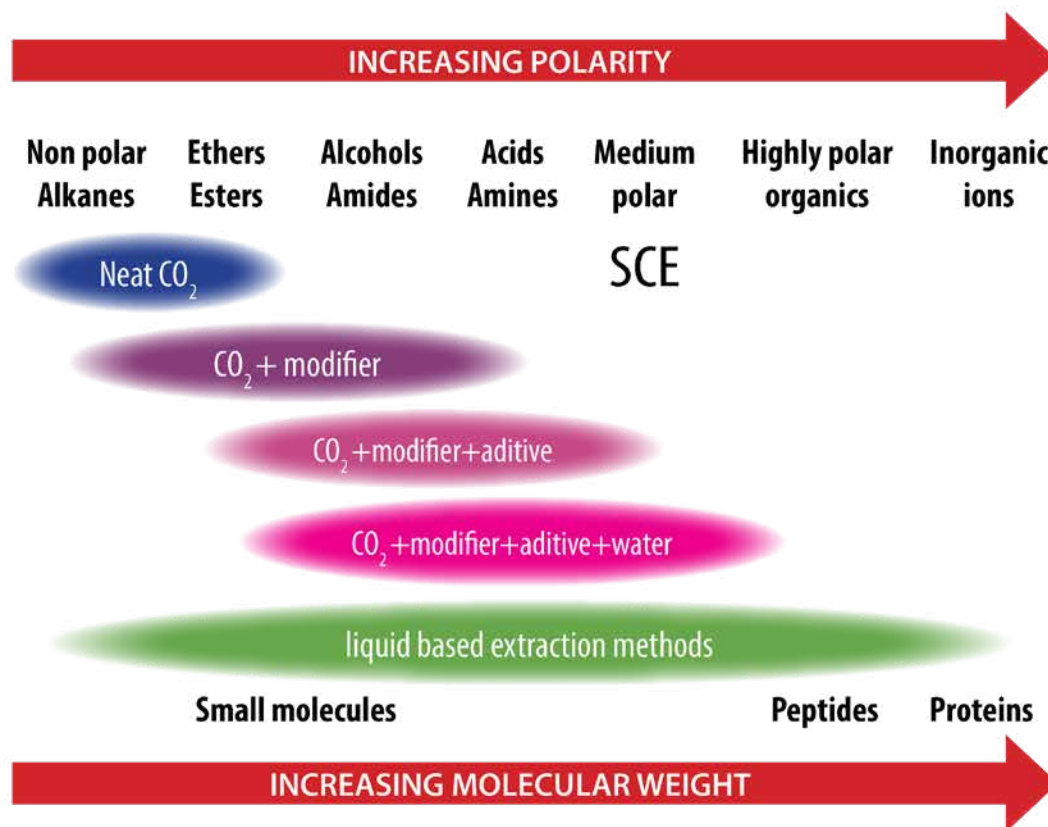 INCREASING POLARITY
Non polar Ethers Alcohols Acids Medium Highly polar Inorganic
Alkanes Esters Amides Amines polar organics ions
Neat CO₂
SCE
CO₂ + modifier
CO₂ +modifier+aditive
CO₂ +modifier+aditive+water
liquid based extraction methods
Small molecules Peptides Proteins
INCREASING MOLECULAR WEIGHT